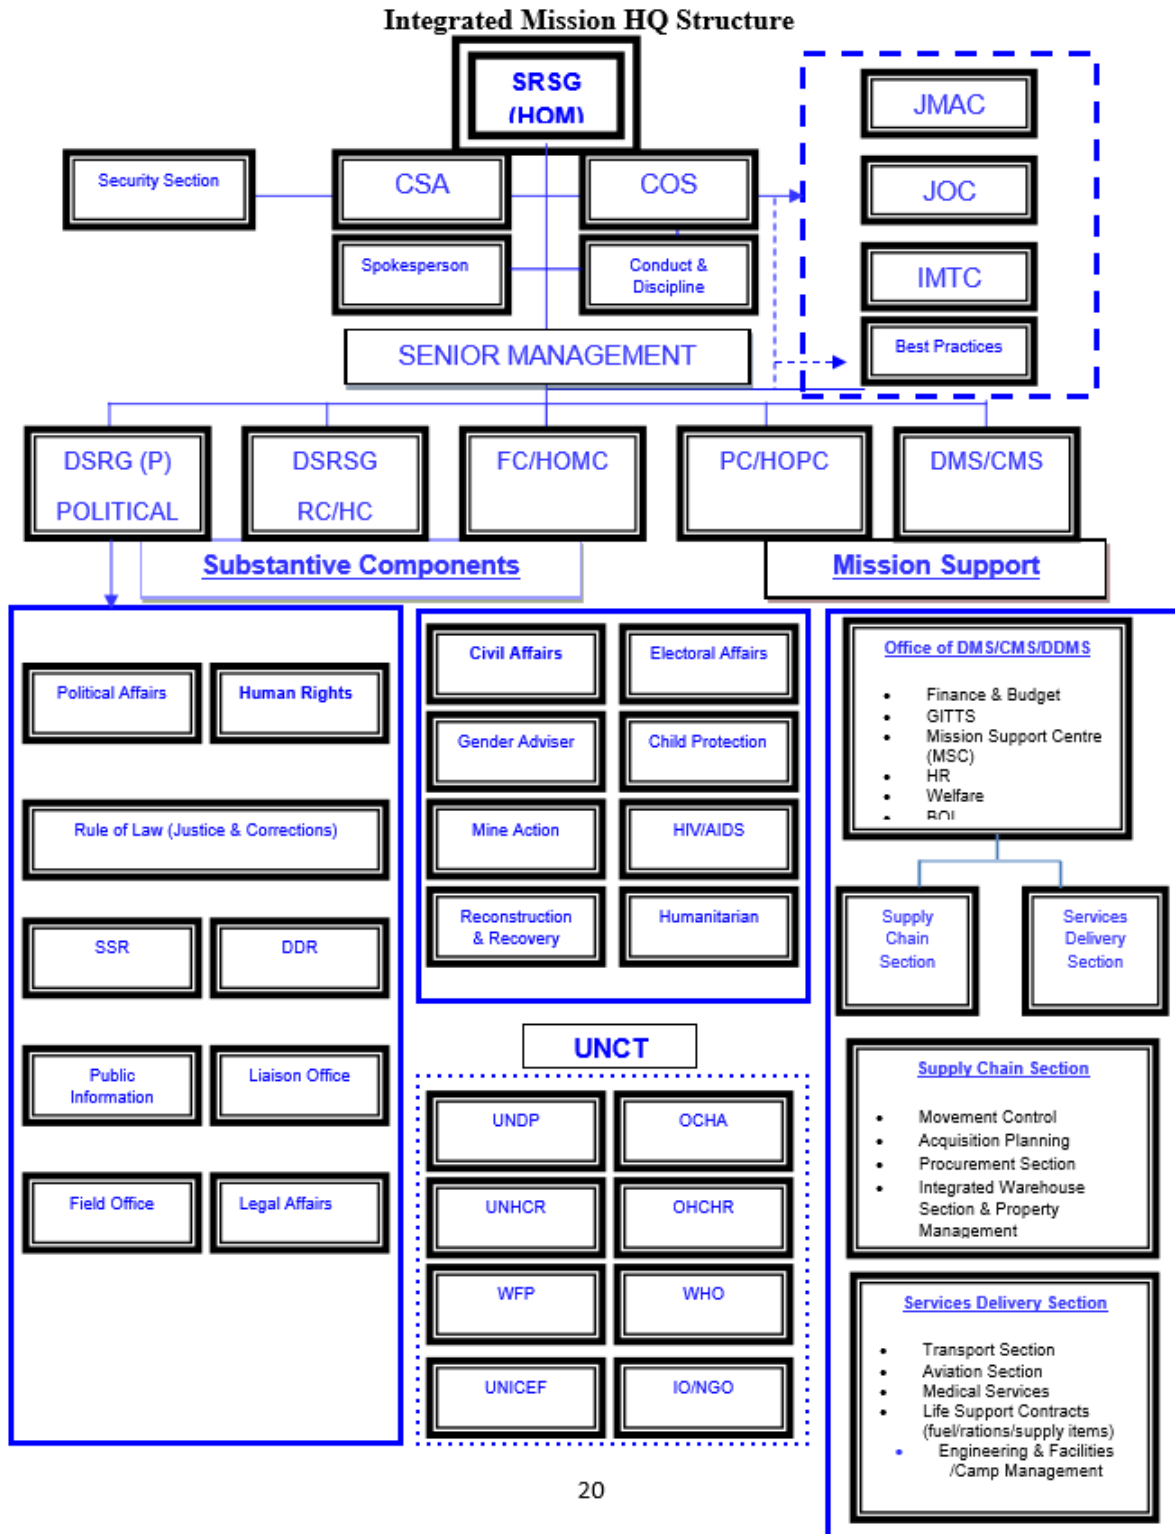 Integrated Mission HQ Structure
SRSG
(HOM)
JMAC
Security Section
CSA
COS
JOC
Spokesperson
Conduct &
Discipline
IMTC
Best Practices
SENIOR MANAGEMENT
DSRG (P)
POLITICAL
DSRSG
RC/HC
FC/HOMC
PC/HOPC
DMS/CMS
Substantive Components
Mission Support
Political Affairs
Human Rights
Rule of Law (Justice & Corrections)
SSR
DDR
Public
Information
Liaison Office
Field Office
Legal Affairs
Civil Affairs
Electoral Affairs
Gender Adviser
Child Protection
Mine Action
HIV/AIDS
Reconstruction
& Recovery
Humanitarian
UNCT
UNDP
OCHA
UNHCR
OHCHR
WFP
WHO
UNICEF
IO/NGO
Office of DMS/CMS/DDMS
• Finance & Budget
• GITTS
• Mission Support Centre
(MSC)
• HR
• Welfare
• BOI
Supply
Chain
Section
Services
Delivery
Section
Supply Chain Section
• Movement Control
• Acquisition Planning
• Procurement Section
• Integrated Warehouse
Section & Property
Management
Services Delivery Section
• Transport Section
• Aviation Section
• Medical Services
• Life Support Contracts
(fuel/rations/supply items)
• Engineering & Facilities
/Camp Management
20